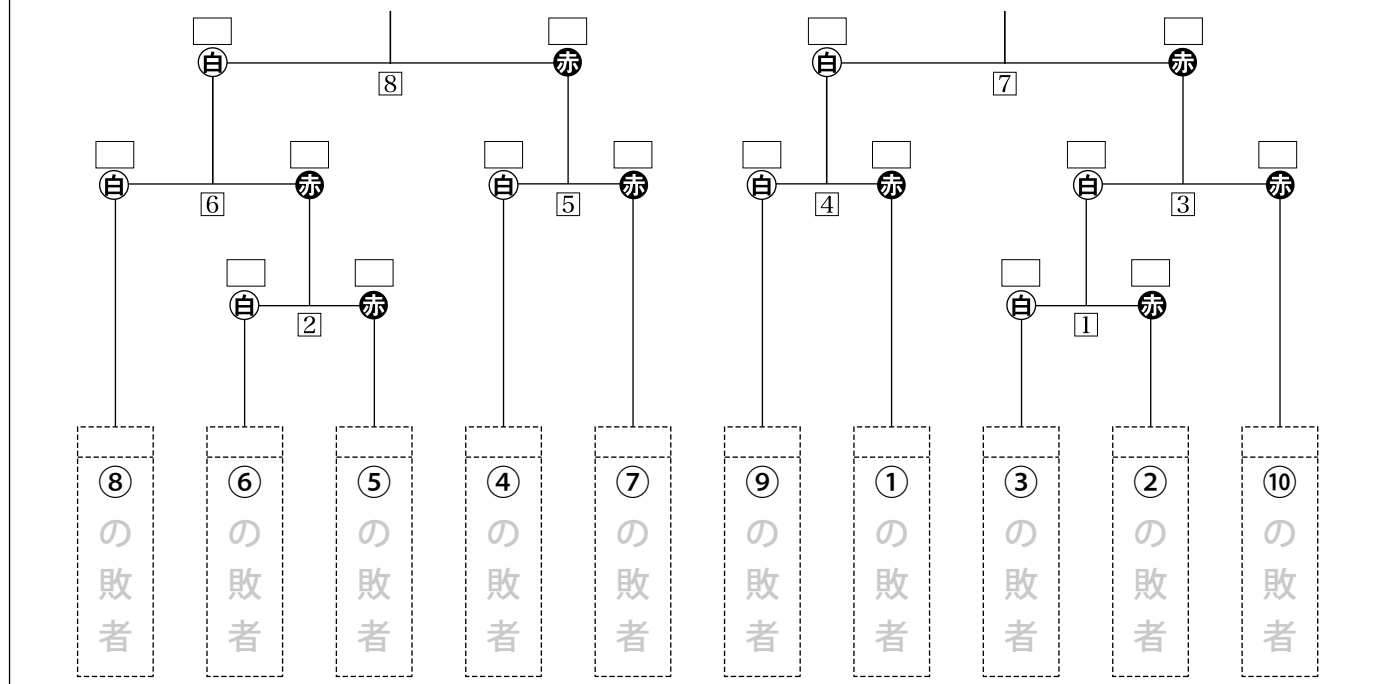 白 赤 白 赤
8 7
白 赤 白 赤 白 赤 白 赤
6 5 4 3
白 赤 白 赤
2 1
⑧の敗者
⑥の敗者
⑤の敗者
④の敗者
⑦の敗者
⑨の敗者
①の敗者
③の敗者
②の敗者
⑩の敗者